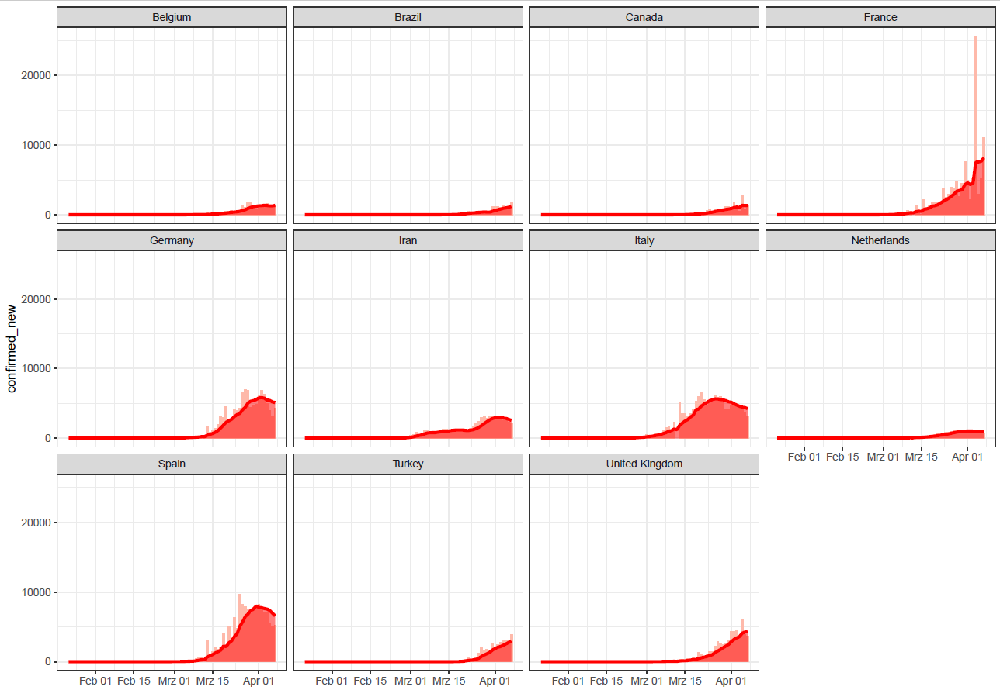 Belgium Brazil Canada France
20000
10000
0
Germany Iran Italy Netherlands
confirmed_new
20000
10000
0
Feb 01 Feb 15 Mrz 01 Mrz 15 Apr 01
Spain Turkey United Kingdom
20000
10000
0
Feb 01 Feb 15 Mrz 01 Mrz 15 Apr 01 Feb 01 Feb 15 Mrz 01 Mrz 15 Apr 01 Feb 01 Feb 15 Mrz 01 Mrz 15 Apr 01